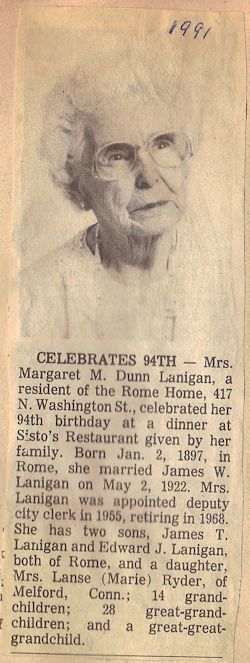 1991
CELEBRATES 94TH — Mrs.
Margaret M. Dunn Lanigan, a
resident of the Rome Home, 417
N. Washington St., celebrated her
94th birthday at a dinner at
Sisto's Restaurant given by her
family. Born Jan. 2, 1897, in
Rome, she married James W.
Lanigan on May 2, 1922. Mrs.
Lanigan was appointed deputy
city clerk in 1955, retiring in 1968.
She has two sons, James T.
Lanigan and Edward J. Lanigan,
both of Rome, and a daughter,
Mrs. Lanse (Marie) Ryder, of
Melford, Conn.; 14 grand-
children; 28 great-grand-
children; and a great-great-
grandchild.